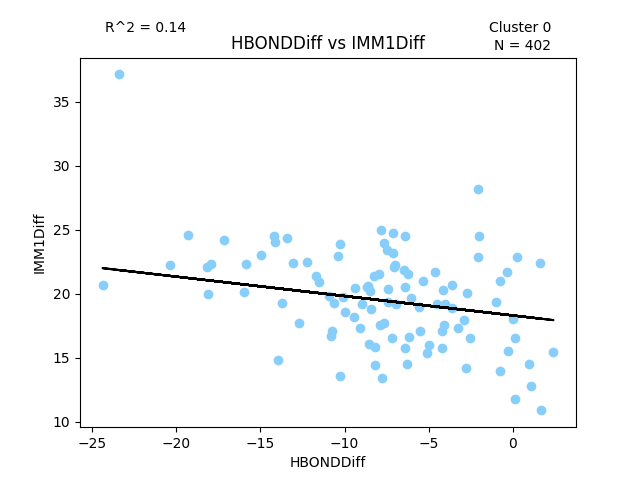 R^2 = 0.14
Cluster 0
N = 402
HBONDDiff vs IMM1Diff
IMM1Diff
35
30
25
20
15
10
−25
−20
−15
−10
−5
0
HBONDDiff